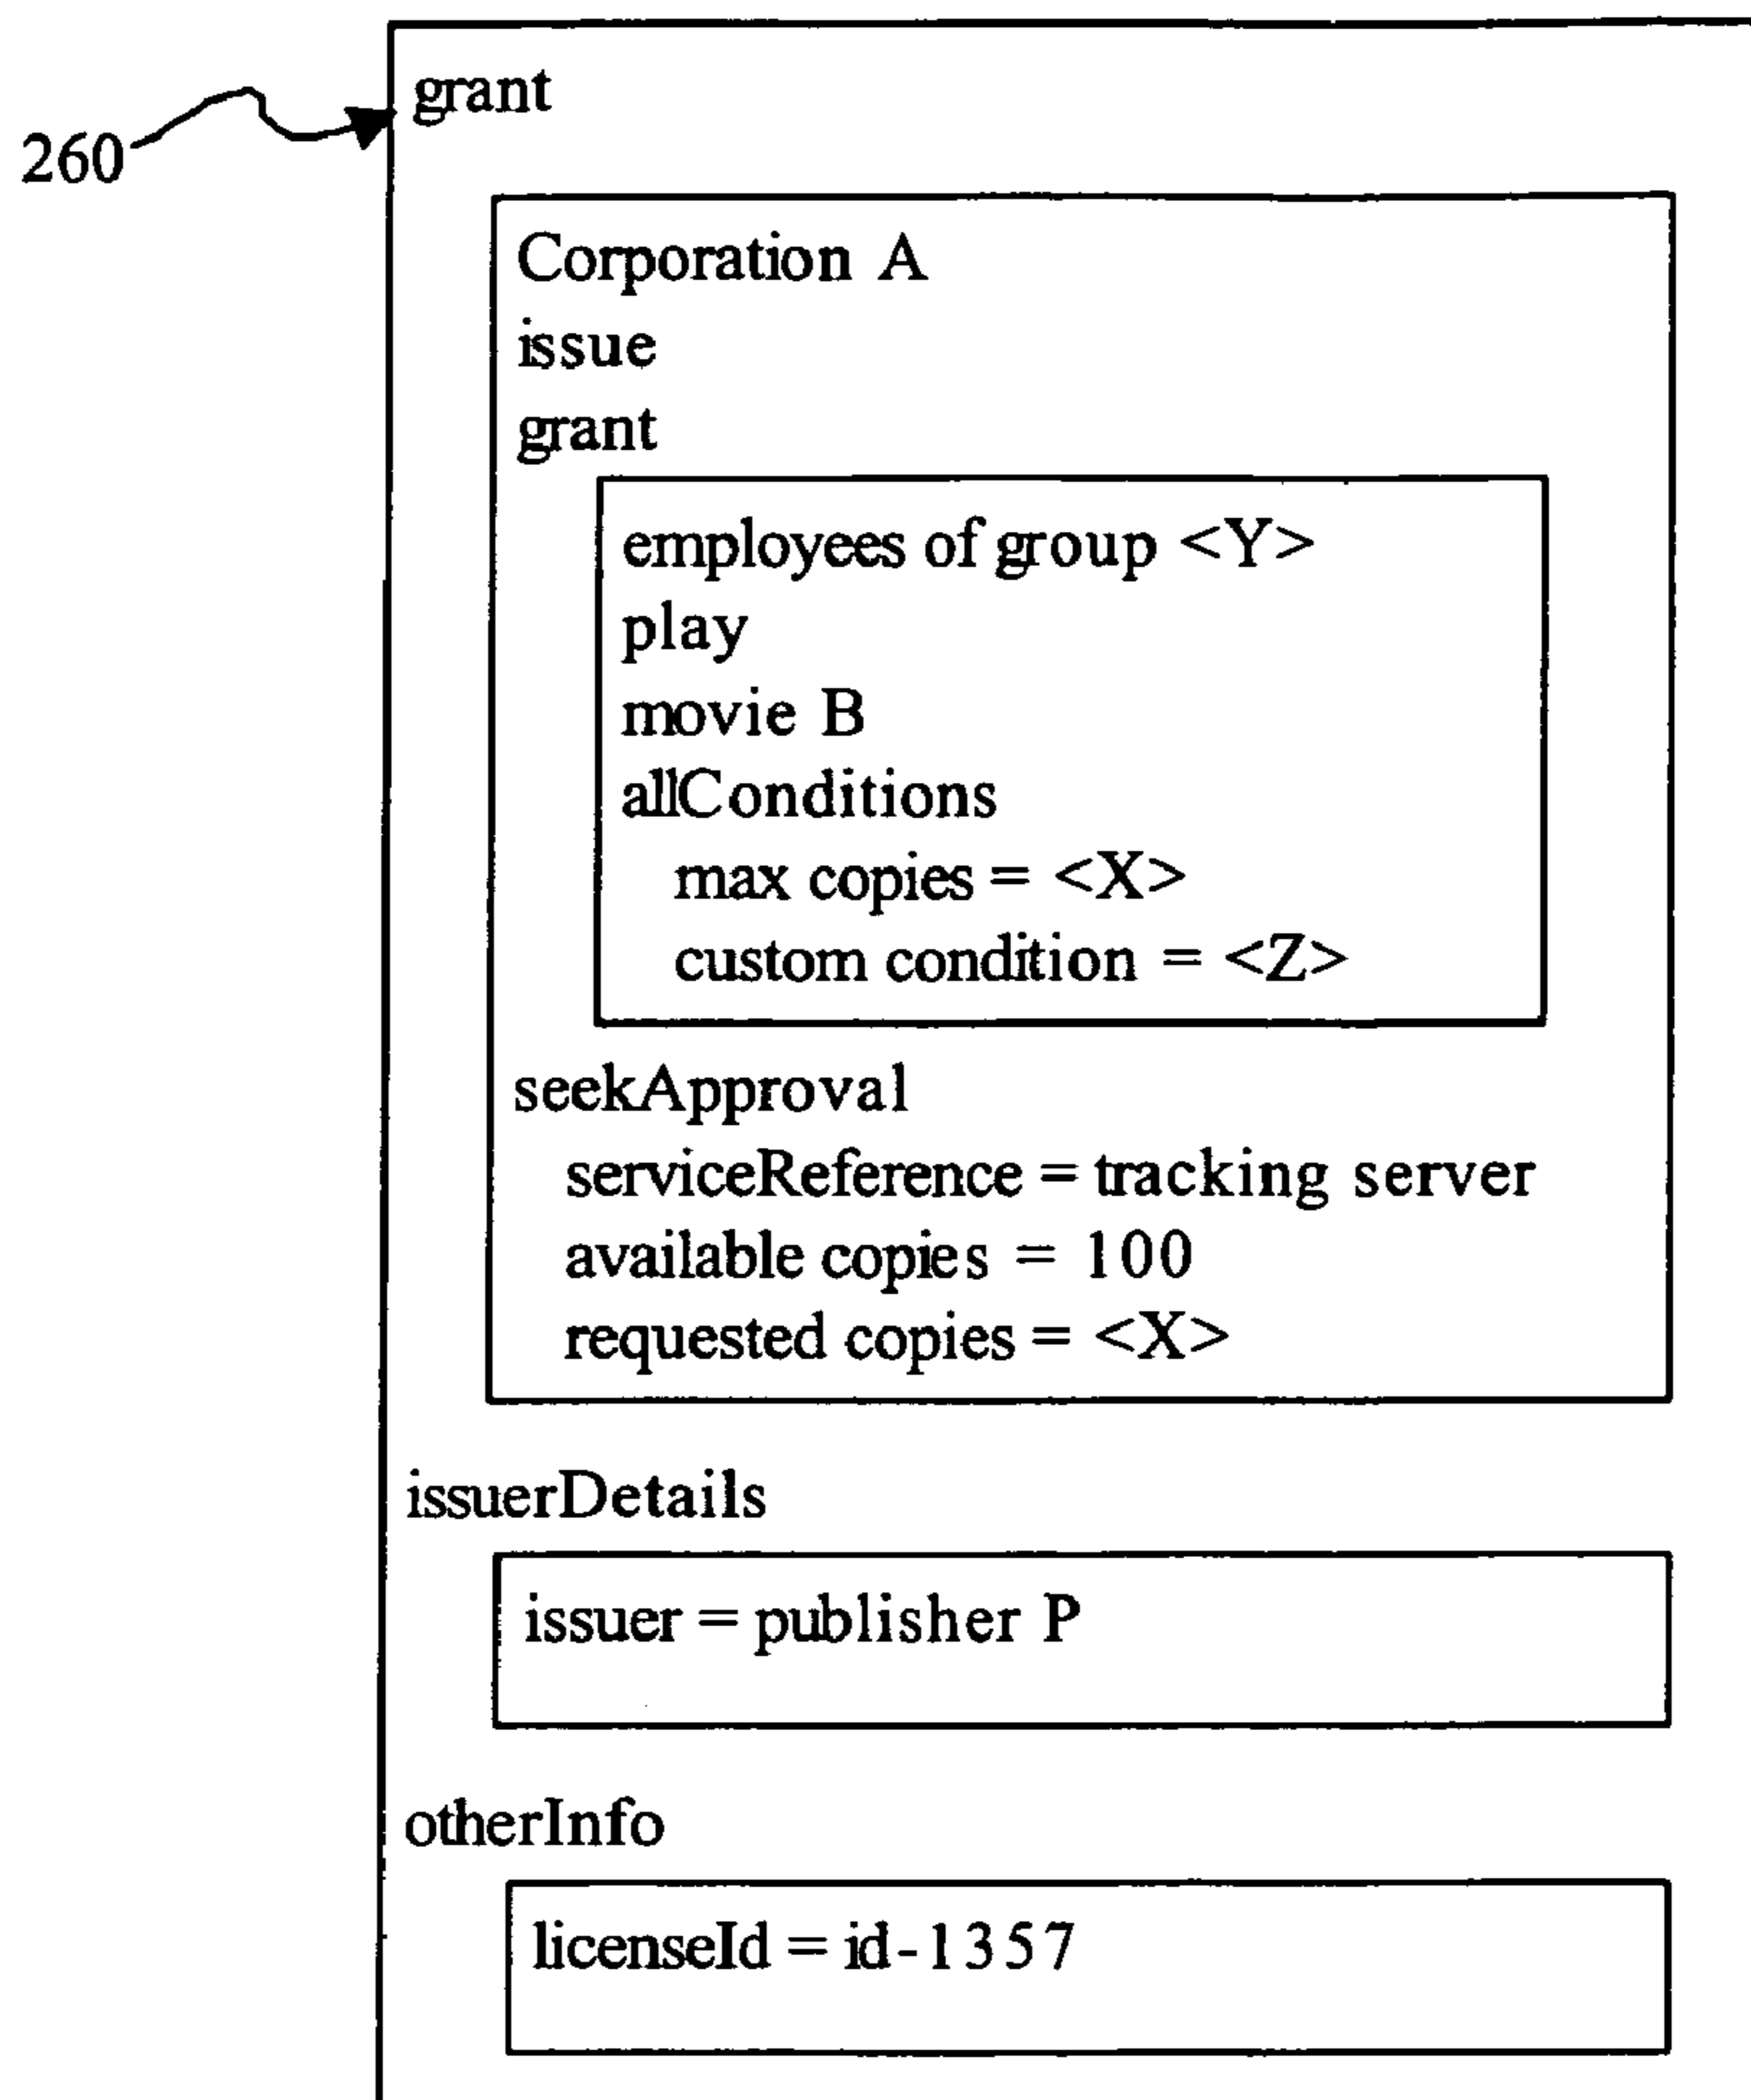 grant
260
Corporation A
issue
grant
employees of group <Y>
play
movie B
allConditions
max copies = <X>
custom condition = <Z>
seekApproval
serviceReference = tracking server
available copies = 100
requested copies = <X>
issuerDetails
issuer = publisher P
otherInfo
licenseId = id-1357